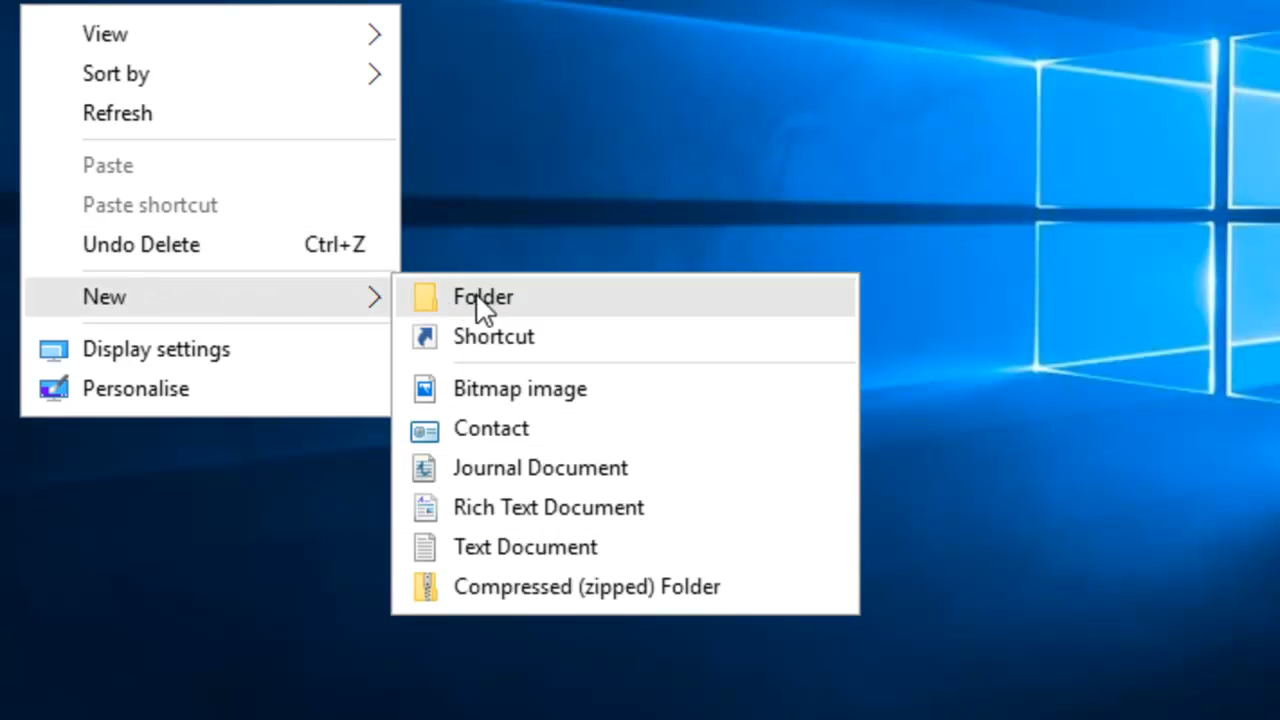 View
Sort by
Refresh
Paste
Paste shortcut
Undo Delete Ctrl+Z
New
Display settings
Personalise
Folder
Shortcut
Bitmap image
Contact
Journal Document
Rich Text Document
Text Document
Compressed (zipped) Folder